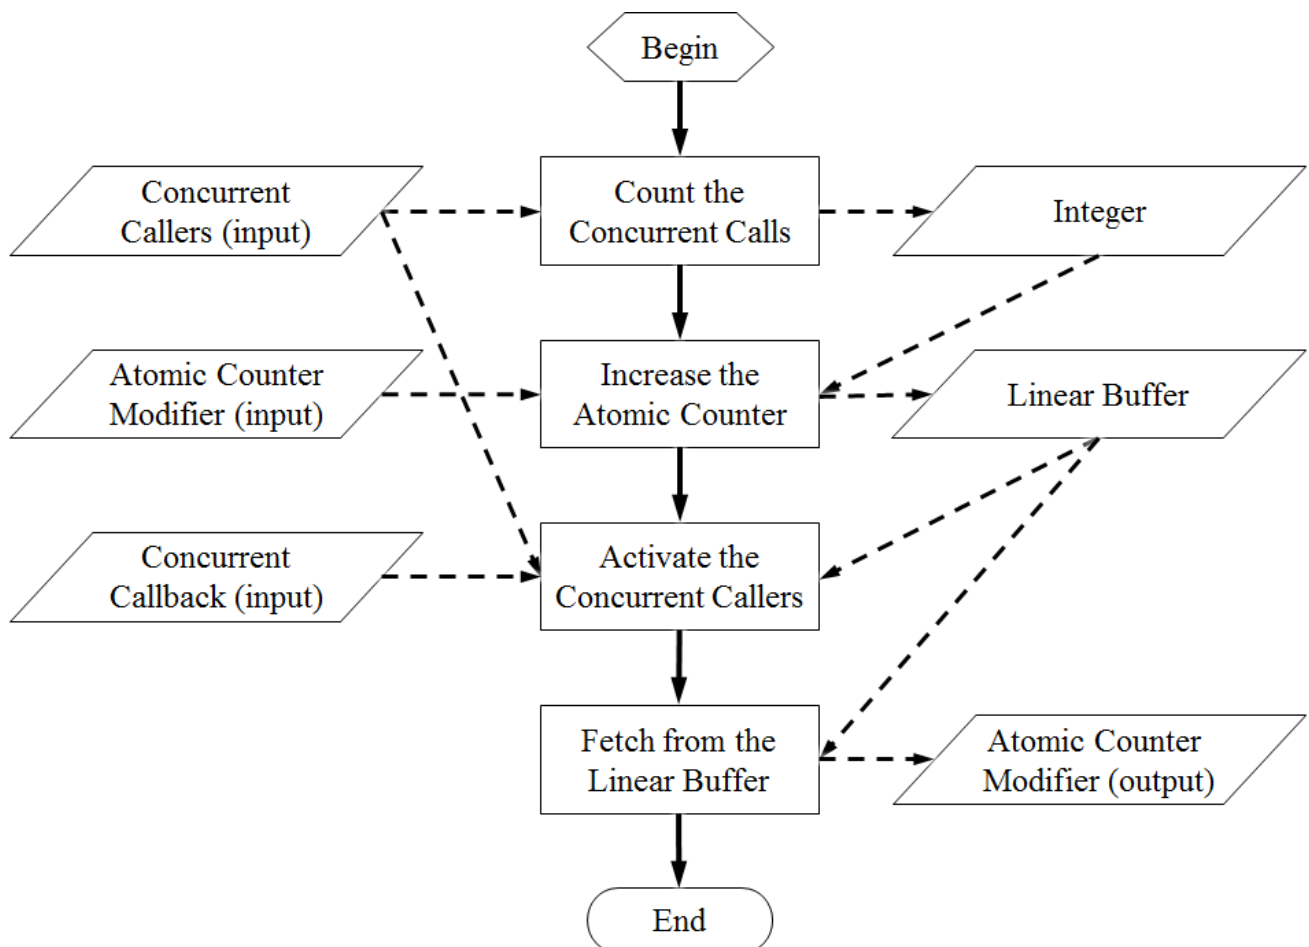 Begin
Concurrent
Callers (input)
Count the
Concurrent Calls
Integer
Atomic Counter
Modifier (input)
Increase the
Atomic Counter
Linear Buffer
Concurrent
Callback (input)
Activate the
Concurrent Callers
Fetch from the
Linear Buffer
Atomic Counter
Modifier (output)
End